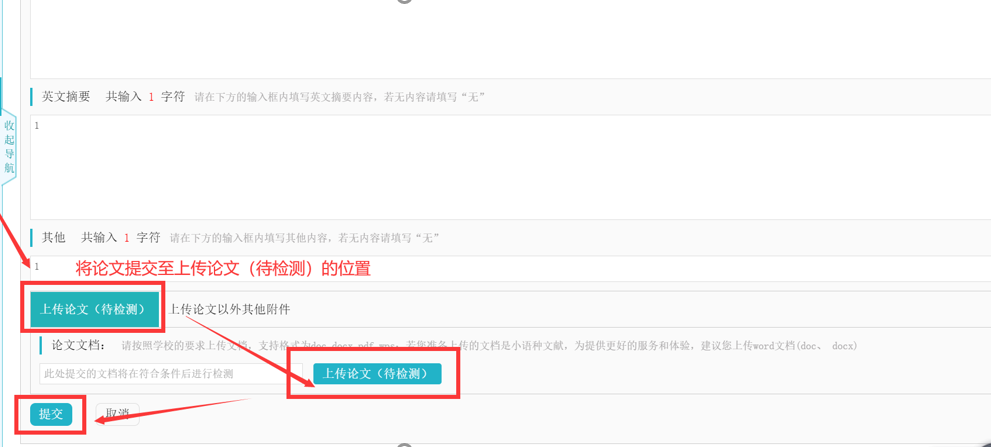 英文摘要 共输入 1 字符 请在下方的输入框内填写英文摘要内容，若无内容请填写“无”
1
收起导航
其他 共输入 1 字符 请在下方的输入框内填写其他内容，若无内容请填写“无”
1 将论文提交至上传论文（待检测）的位置
上传论文（待检测） 上传论文以外其他附件
论文文档： 请按照学校的要求上传文档，支持格式为doc,docx,pdf,wps；若您准备上传的文档是小语种文献，为提供更好的服务和体验，建议您上传word文档(doc、docx)
此处提交的文档将在符合条件后进行检测 上传论文（待检测）
提交 取消